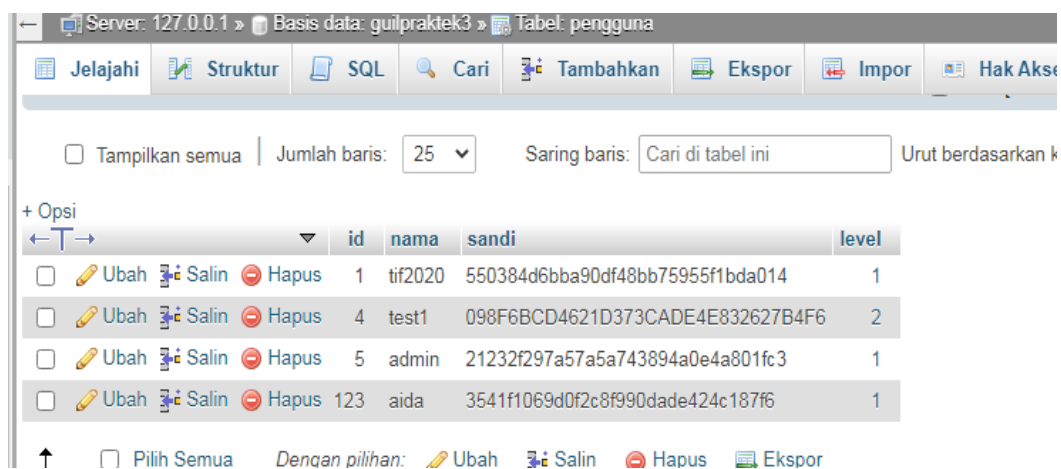 ← Server: 127.0.0.1 » Basis data: guilpraktek3 » Tabel: pengguna
Jelajahi Struktur SQL Cari Tambahkan Ekspor Impor Hak Akse
Tampilkan semua Jumlah baris: 25 Saring baris: Cari di tabel ini Urut berdasarkan k
+ Opsi
←T→ id nama sandi level
Ubah Salin Hapus 1 tif2020 550384d6bba90df48bb75955f1bda014 1
Ubah Salin Hapus 4 test1 098F6BCD4621D373CADE4E832627B4F6 2
Ubah Salin Hapus 5 admin 21232f297a57a5a743894a0e4a801fc3 1
Ubah Salin Hapus 123 aida 3541f1069d0f2c8f990dade424c187f6 1
Pilih Semua Dengan pilihan: Ubah Salin Hapus Ekspor